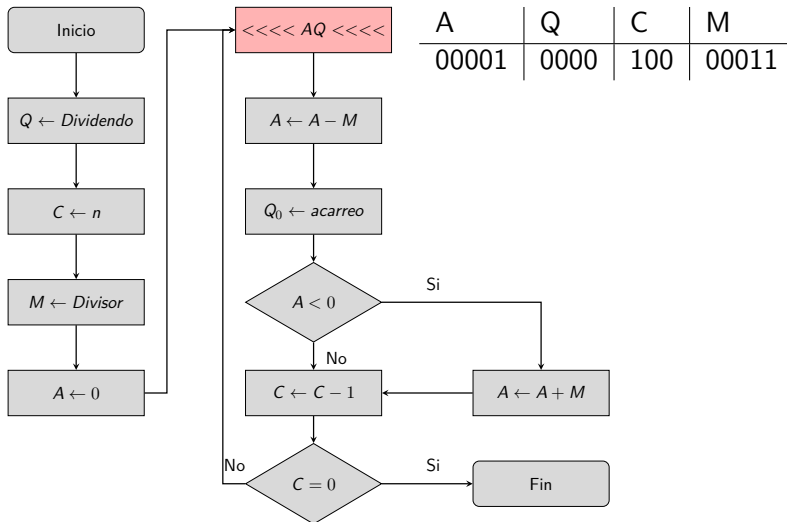 Inicio
Q ← Dividendo
C ← n
M ← Divisor
A ← 0
<<<< AQ <<<<
A ← A − M
Q₀ ← acarreo
A < 0
Si
No
C ← C − 1
A ← A + M
C = 0
No
Si
Fin
A Q C M
00001 0000 100 00011